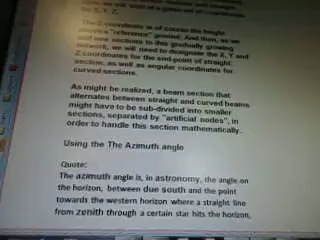 for X, Y, Z.
The Z-coordinate is of course the height
above a "reference" ground. And then, as we
add new sections to this gradually growing
network, we will need to designate the X, Y and
Z coordinates for the end-point of straight
section, as well as angular coordinates for
curved sections.
As might be realized, a beam section that
alternates between straight and curved beams
might have to be sub-divided into smaller
sections, separated by "artificial nodes", in
order to handle this section mathematically.
Using the The Azimuth angle
Quote:
The azimuth angle is, in astronomy, the angle on
the horizon, between due south and the point
towards the western horizon where a straight line
from zenith through a certain star hits the horizon,